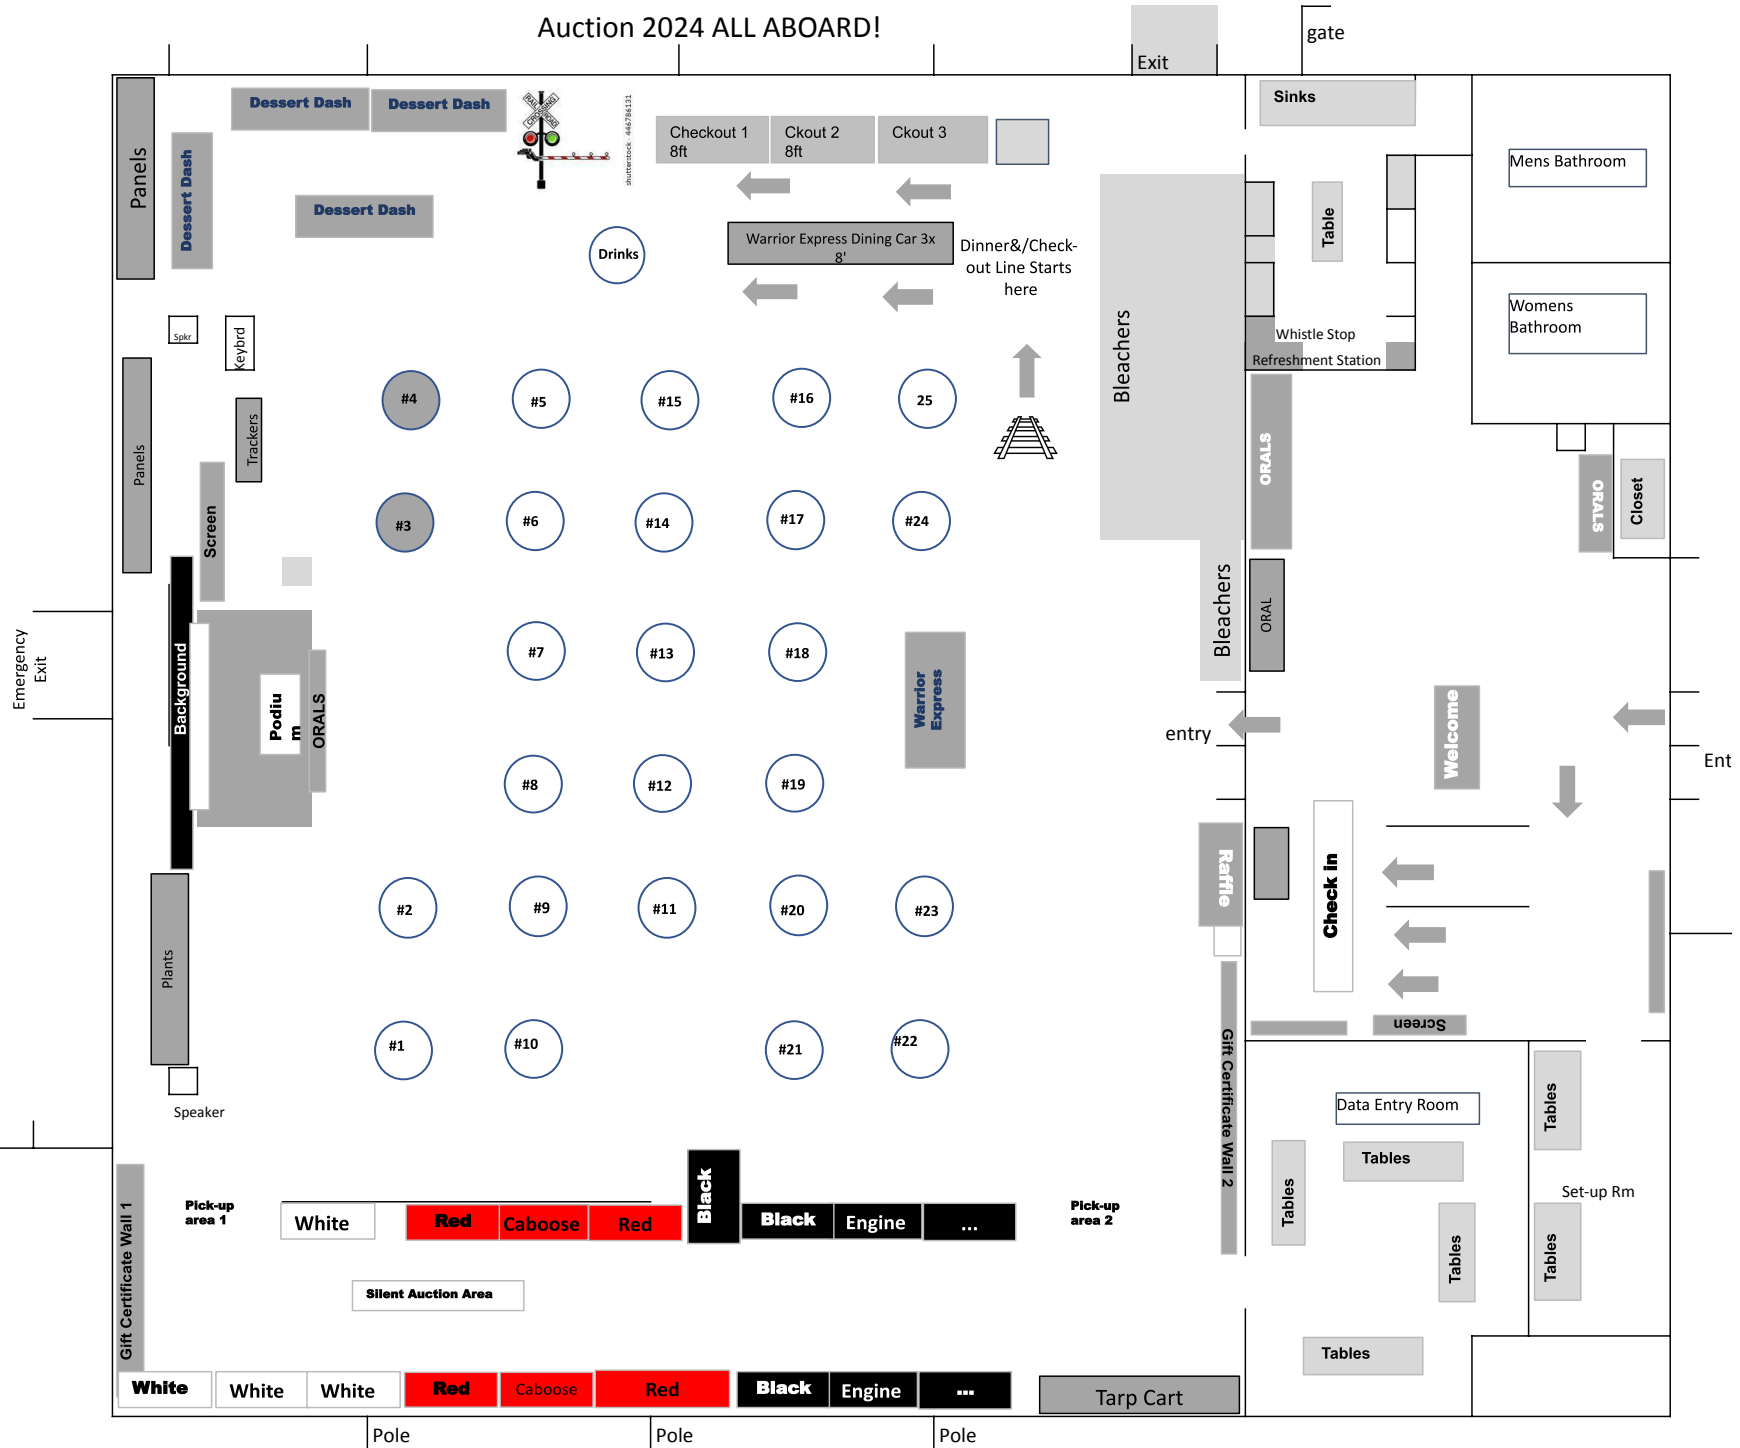 Auction 2024 ALL ABOARD!
gate
Exit
Panels
Dessert Dash
Dessert Dash
Dessert Dash
Dessert Dash
RAIL ROAD
CROSSING
shutterstock · 446786131
Checkout 1
8ft
Ckout 2
8ft
Ckout 3
Sinks
Mens Bathroom
Table
Drinks
Warrior Express Dining Car 3x
8'
Dinner&/Check-
out Line Starts
here
Womens
Bathroom
Spkr
Keybrd
Whistle Stop
Refreshment Station
Bleachers
Panels
Trackers
Screen
#4
#5
#15
#16
25
ORALS
ORALS
Closet
#3
#6
#14
#17
#24
Bleachers
ORAL
Emergency
Exit
Background
Podiu
m
ORALS
#7
#13
#18
Warrior
Express
entry
Welcome
Ent
#8
#12
#19
Raffle
Check in
Plants
#2
#9
#11
#20
#23
#1
#10
#21
#22
Screen
Speaker
Gift Certificate Wall 2
Data Entry Room
Tables
Tables
Tables
Tables
Tables
Set-up Rm
Tables
Gift Certificate Wall 1
Pick-up
area 1
White
Red
Caboose
Red
Black
Black
Engine
...
Pick-up
area 2
Silent Auction Area
White
White
White
Red
Caboose
Red
Black
Engine
...
Tarp Cart
Pole
Pole
Pole